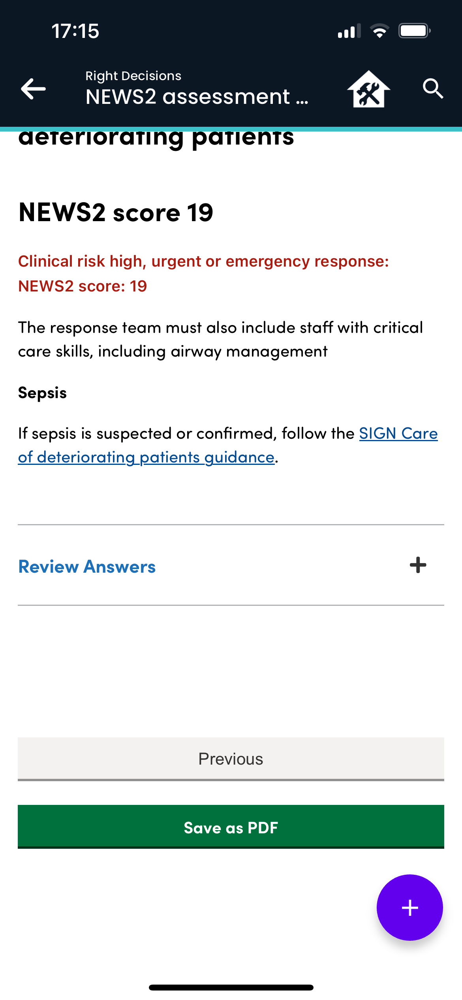 17:15
Right Decisions
NEWS2 assessment ...
deteriorating patients
NEWS2 score 19
Clinical risk high, urgent or emergency response:
NEWS2 score: 19
The response team must also include staff with critical
care skills, including airway management
Sepsis
If sepsis is suspected or confirmed, follow the SIGN Care
of deteriorating patients guidance.
Review Answers
Previous
Save as PDF